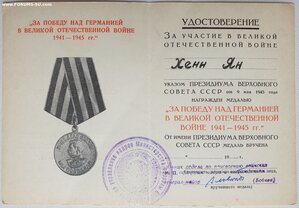 www.FORUMS-SU.com
"ЗА ПОБЕДУ НАД ГЕРМАНИЕЙ
В ВЕЛИКОЙ ОТЕЧЕСТВЕННОЙ ВОЙНЕ
1941—1945 гг."
УДОСТОВЕРЕНИЕ
ЗА УЧАСТИЕ В ВЕЛИКОЙ
ОТЕЧЕСТВЕННОЙ ВОЙНЕ
Хенн Ян
УКАЗОМ ПРЕЗИДИУМА ВЕРХОВНОГО
СОВЕТА СССР от 9 мая 1945 года
НАГРАЖДЕН МЕДАЛЬЮ
"ЗА ПОБЕДУ НАД ГЕРМАНИЕЙ
В ВЕЛИКОЙ ОТЕЧЕСТВЕННОЙ
ВОЙНЕ 1941—1945 гг."
ОТ ИМЕНИ ПРЕЗИДИУМА ВЕРХОВНОГО
СОВЕТА СССР МЕДАЛЬ ВРУЧЕНА